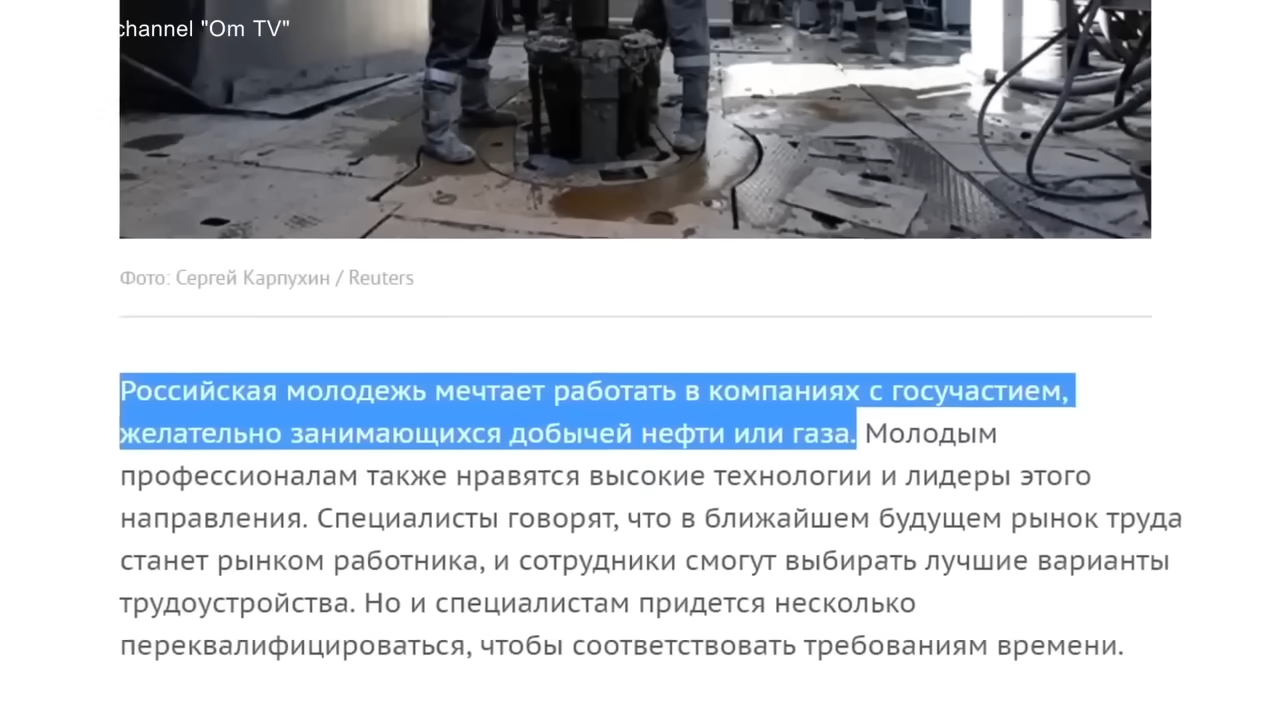 channel "Om TV"
Фото: Сергей Карпухин / Reuters
Российская молодежь мечтает работать в компаниях с госучастием,
желательно занимающихся добычей нефти или газа. Молодым
профессионалам также нравятся высокие технологии и лидеры этого
направления. Специалисты говорят, что в ближайшем будущем рынок труда
станет рынком работника, и сотрудники смогут выбирать лучшие варианты
трудоустройства. Но и специалистам придется несколько
переквалифицироваться, чтобы соответствовать требованиям времени.